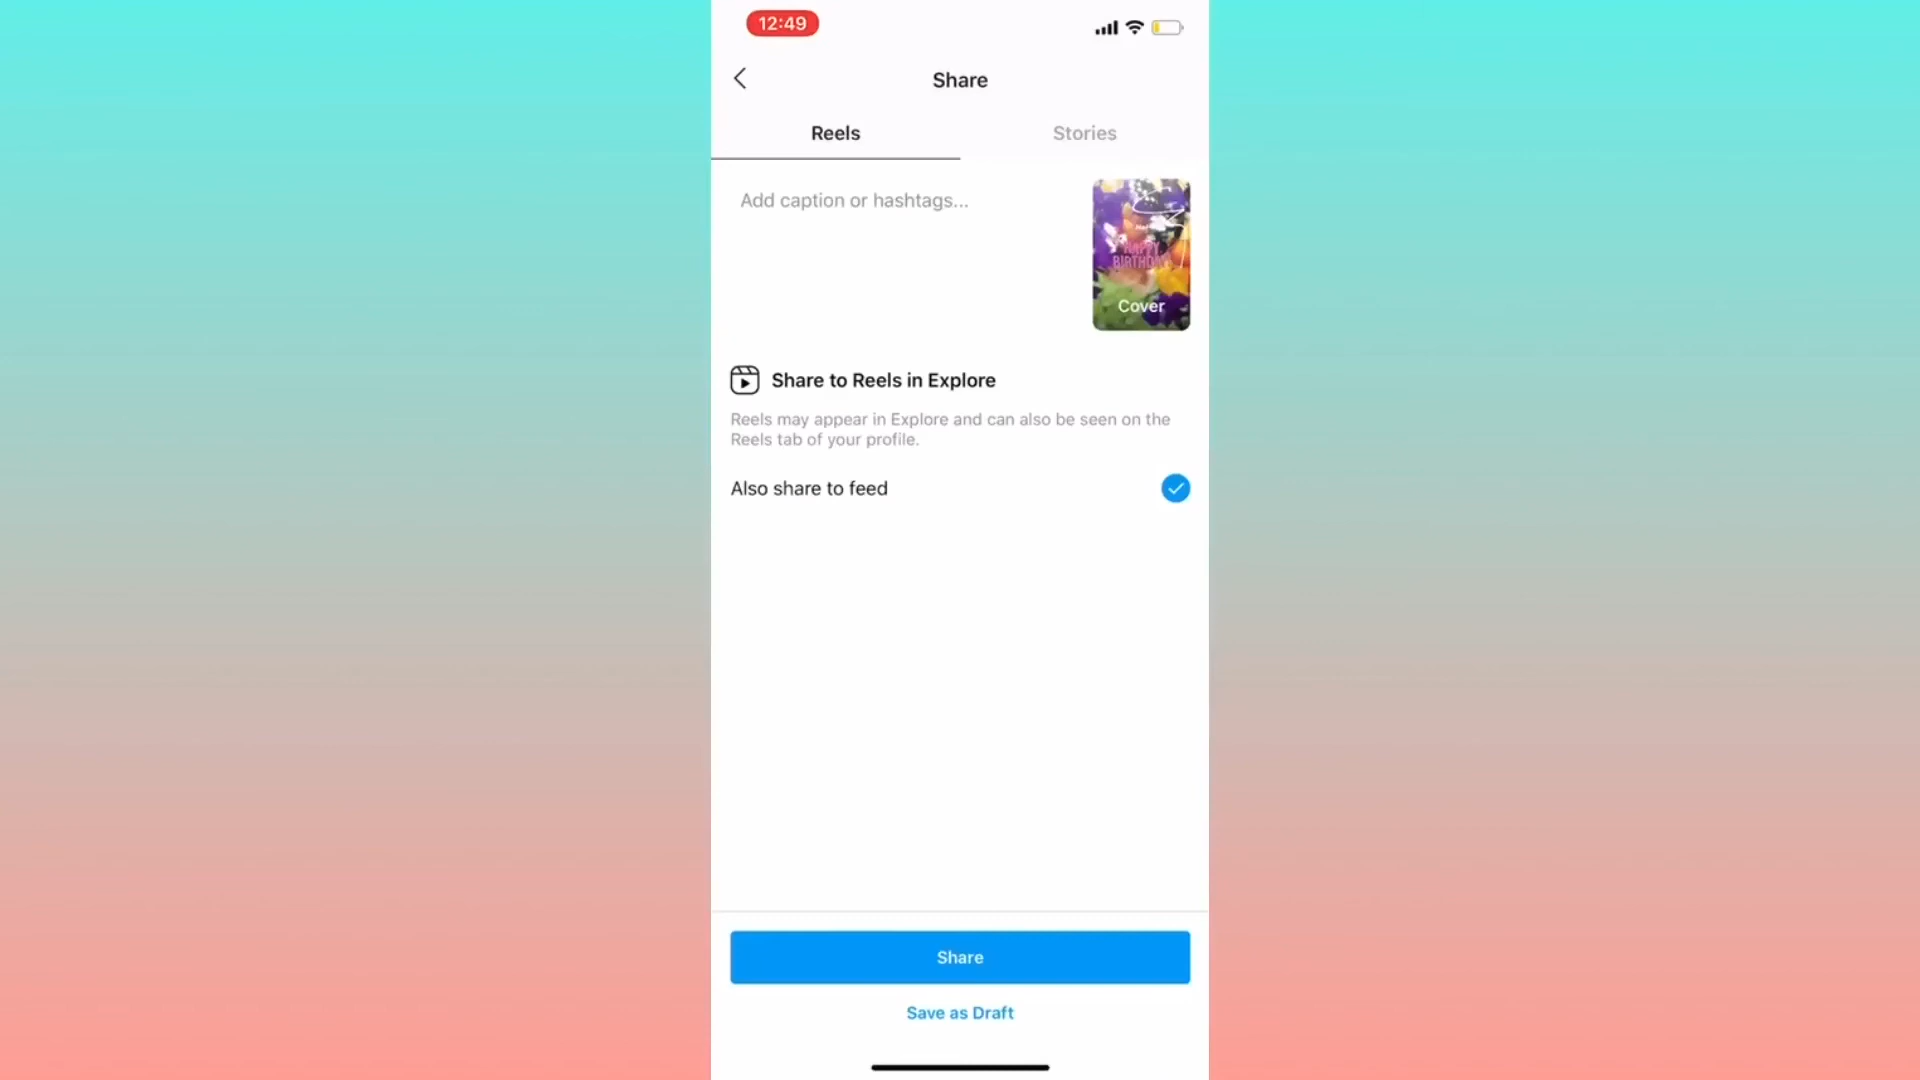 12:49
Share
Reels
Stories
Add caption or hashtags...
HAPPY
BIRTHDAY
Cover
Share to Reels in Explore
Reels may appear in Explore and can also be seen on the
Reels tab of your profile.
Also share to feed
Share
Save as Draft